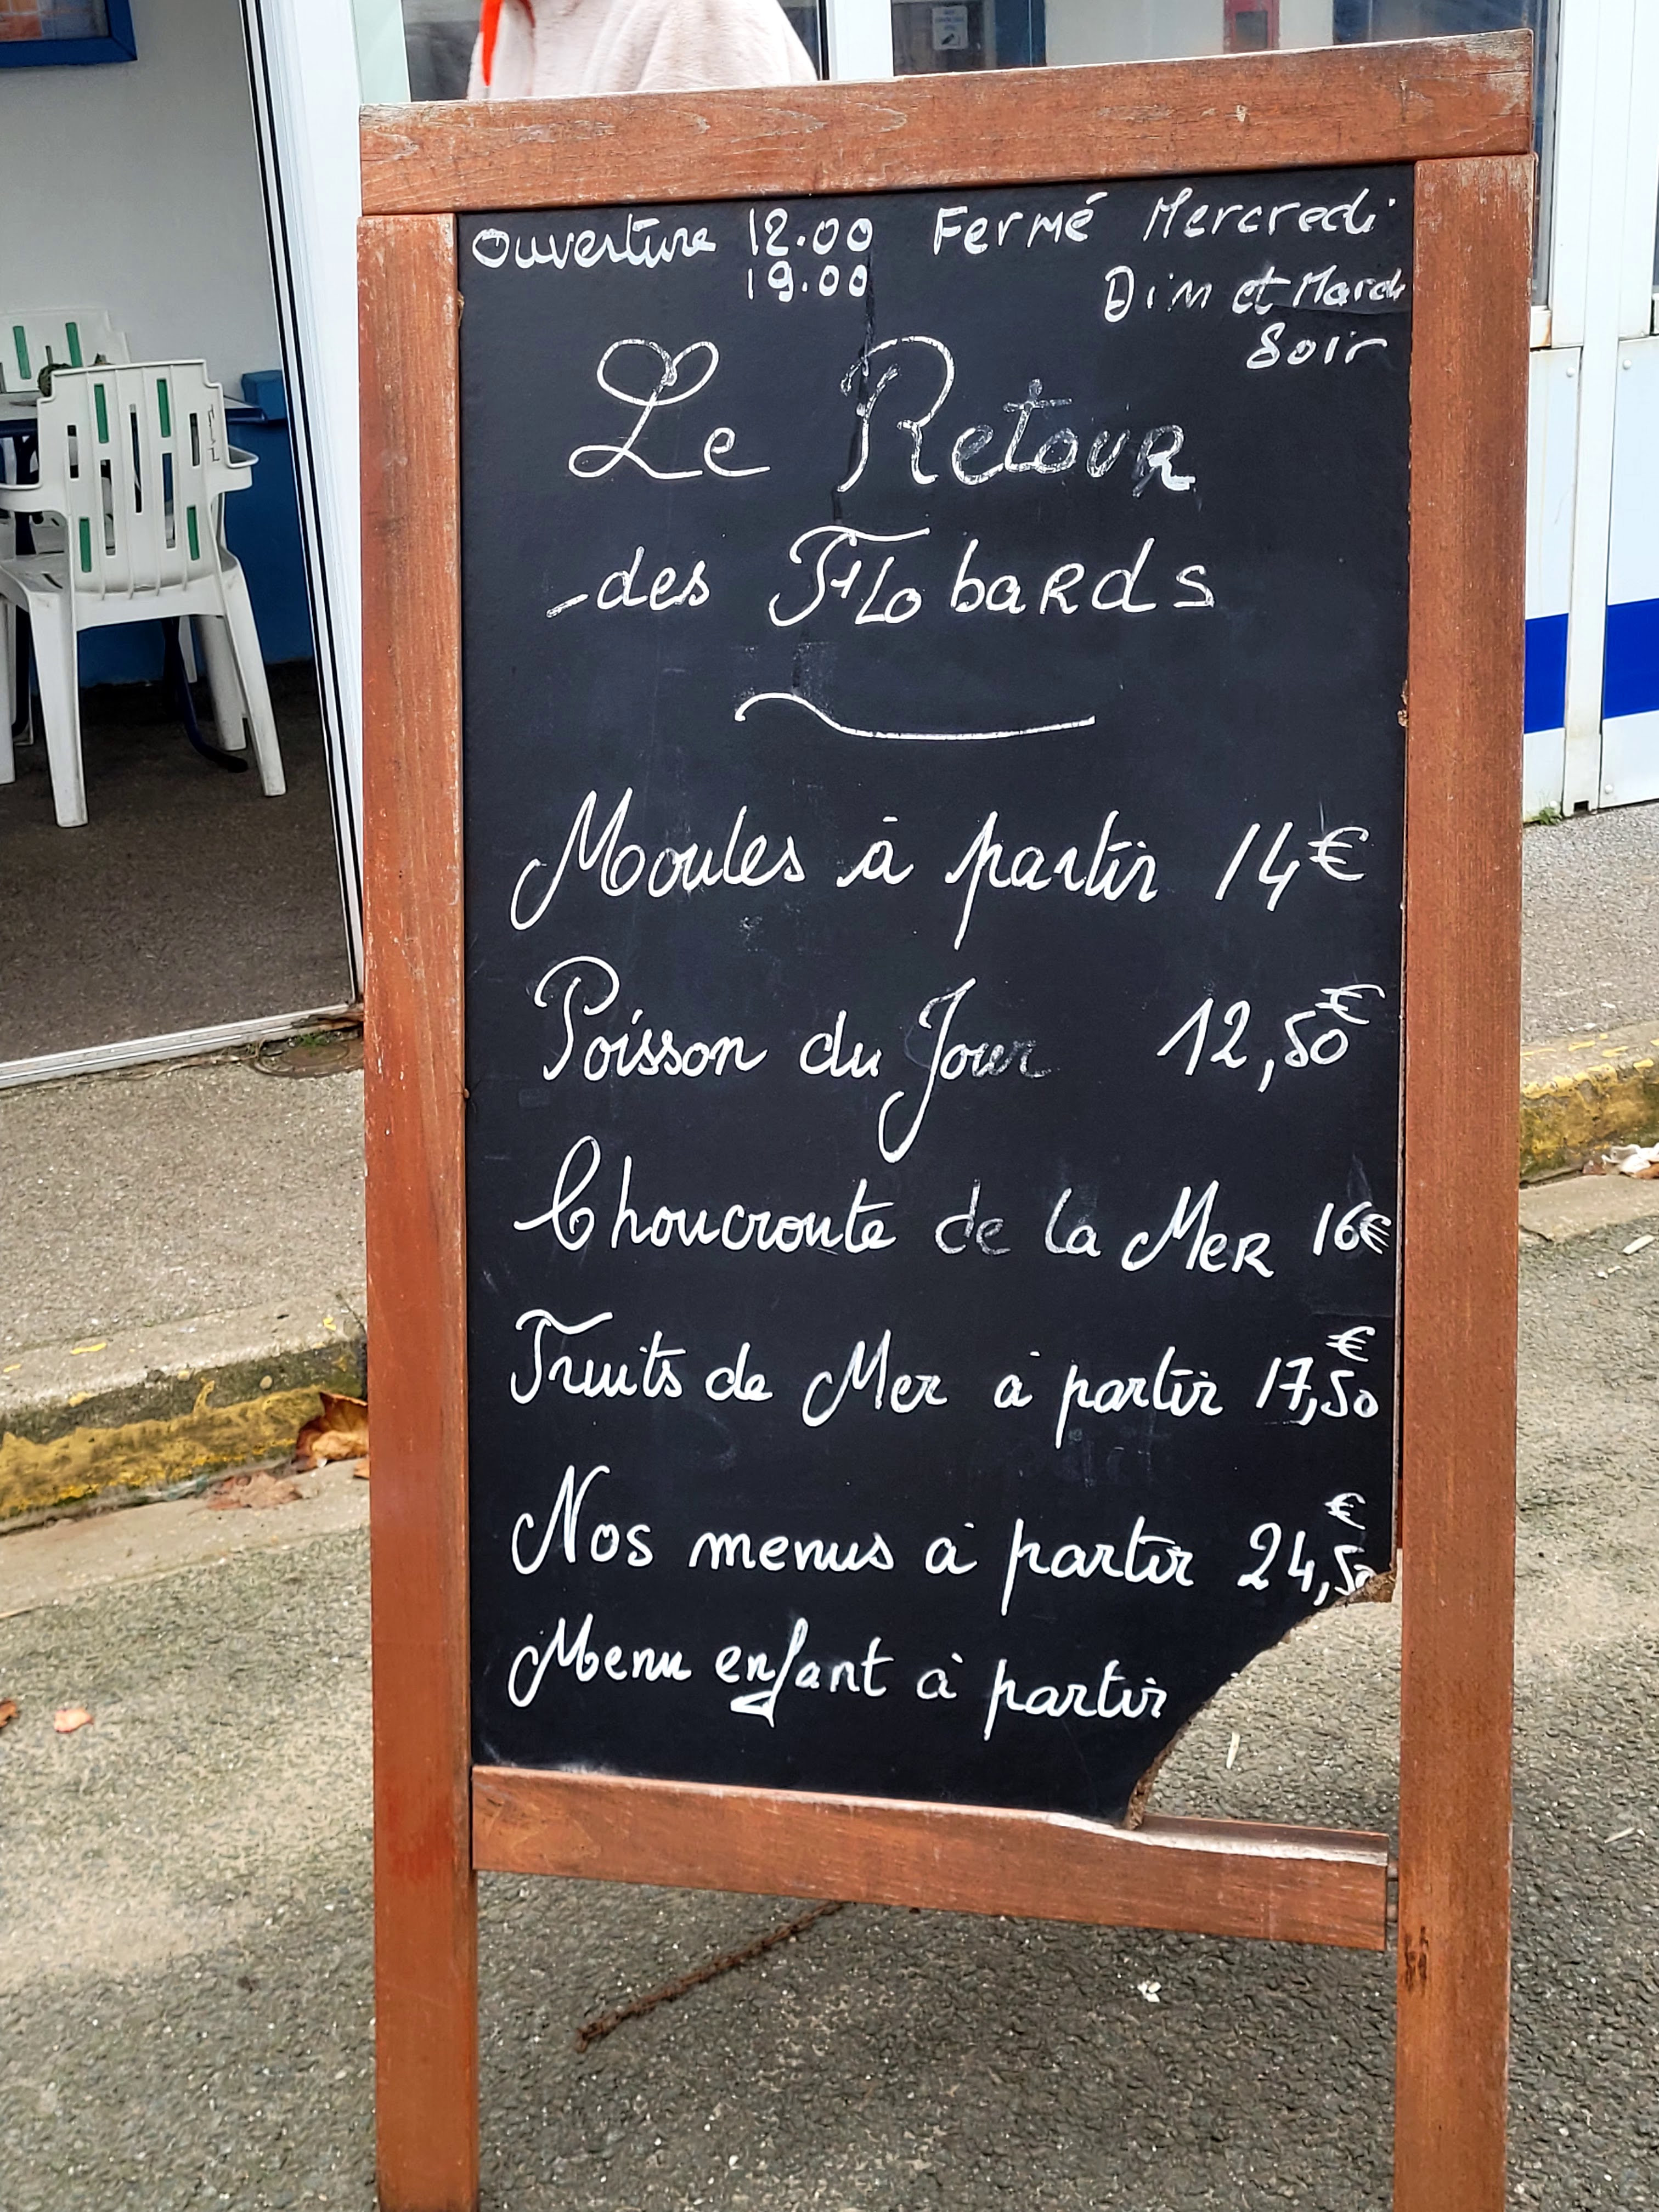 Ouverture 12.00 Fermé Mercredi
19.00 Dim et Mardi
Soir
Le Retour
des Flobards
Moules à partir 14€
Poisson du Jour 12,50€
Choucroute de la Mer 16€
Fruits de Mer à partir 17,50€
Nos menus à partir 24,50€
Menu enfant à partir